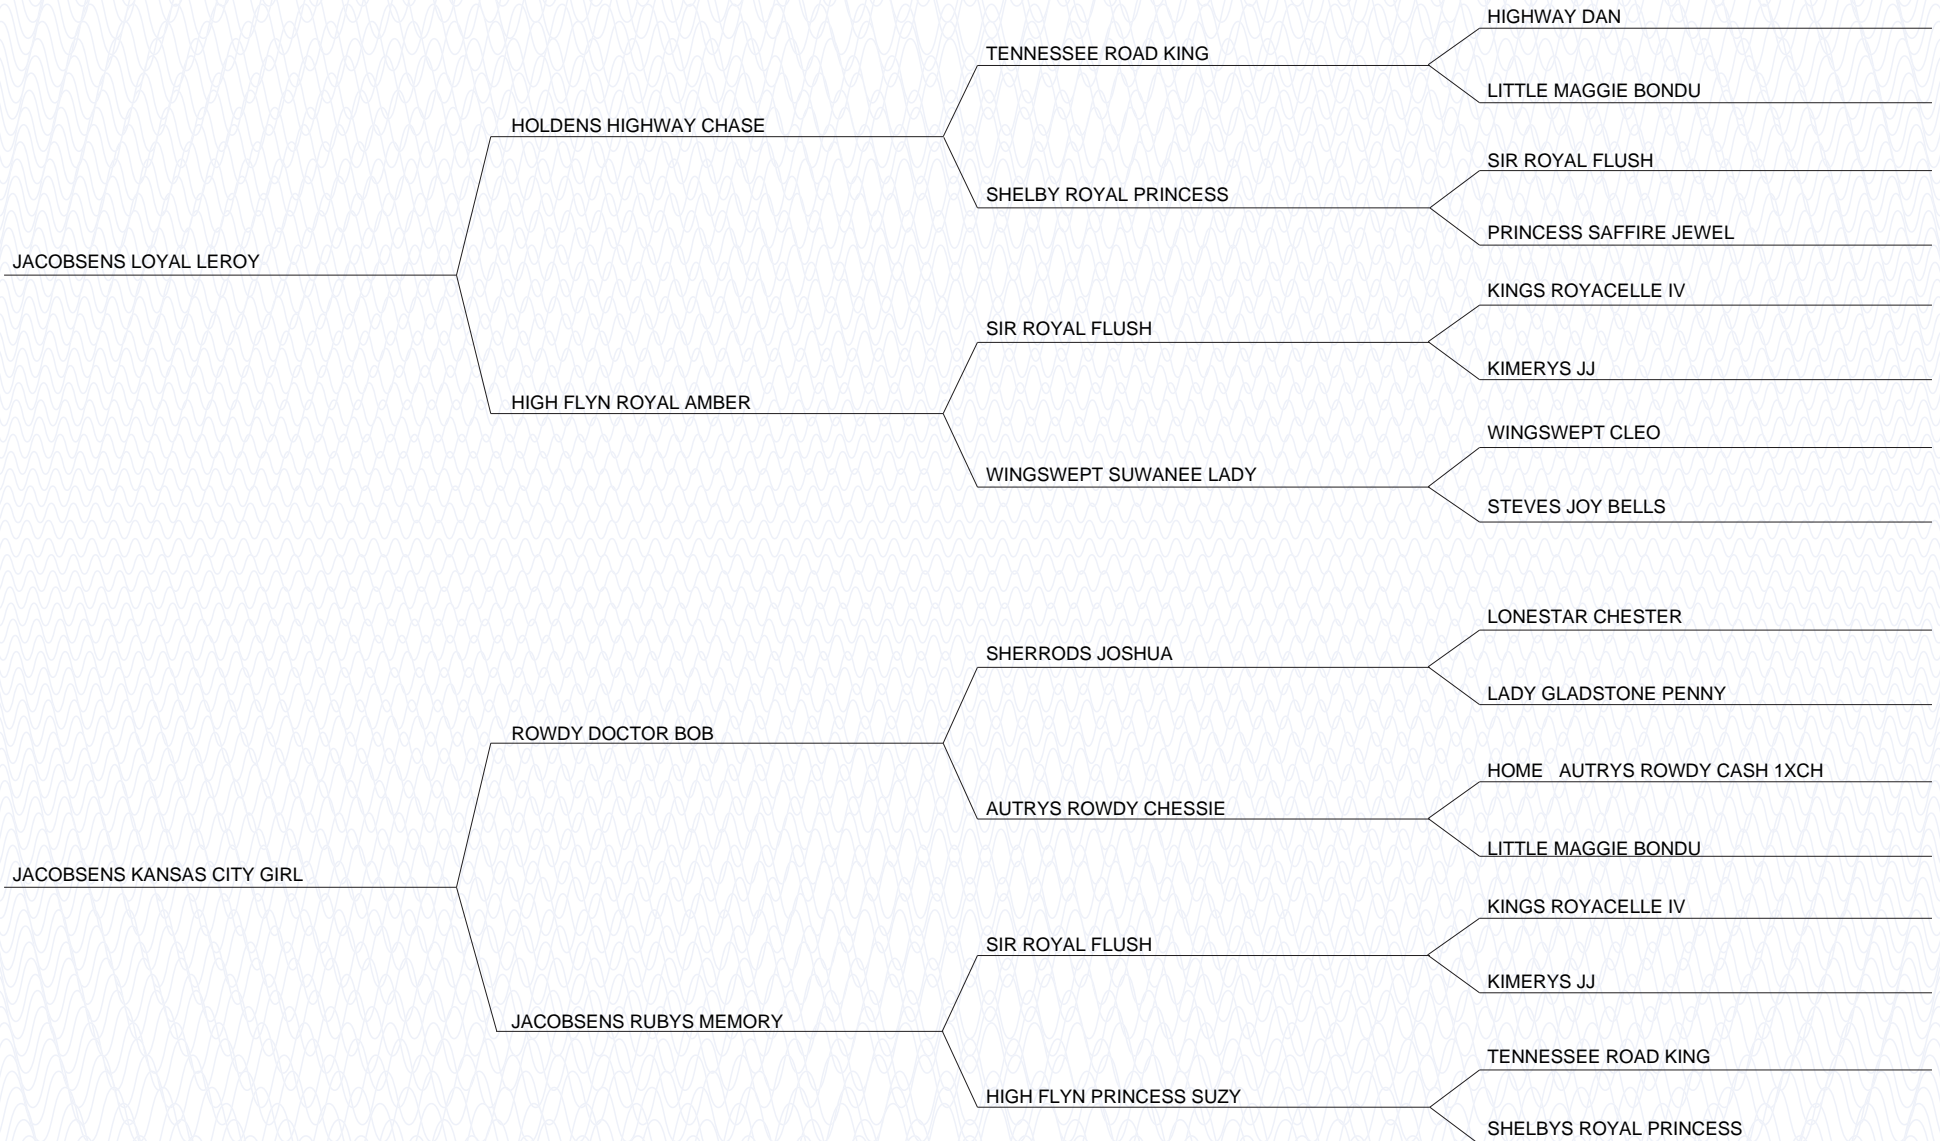 HIGHWAY DAN
TENNESSEE ROAD KING
LITTLE MAGGIE BONDU
HOLDENS HIGHWAY CHASE
SIR ROYAL FLUSH
SHELBY ROYAL PRINCESS
PRINCESS SAFFIRE JEWEL
JACOBSENS LOYAL LEROY
KINGS ROYACELLE IV
SIR ROYAL FLUSH
KIMERYS JJ
HIGH FLYN ROYAL AMBER
WINGSWEPT CLEO
WINGSWEPT SUWANEE LADY
STEVES JOY BELLS
LONESTAR CHESTER
SHERRODS JOSHUA
LADY GLADSTONE PENNY
ROWDY DOCTOR BOB
HOME   AUTRYS ROWDY CASH 1XCH
AUTRYS ROWDY CHESSIE
LITTLE MAGGIE BONDU
JACOBSENS KANSAS CITY GIRL
KINGS ROYACELLE IV
SIR ROYAL FLUSH
KIMERYS JJ
JACOBSENS RUBYS MEMORY
TENNESSEE ROAD KING
HIGH FLYN PRINCESS SUZY
SHELBYS ROYAL PRINCESS